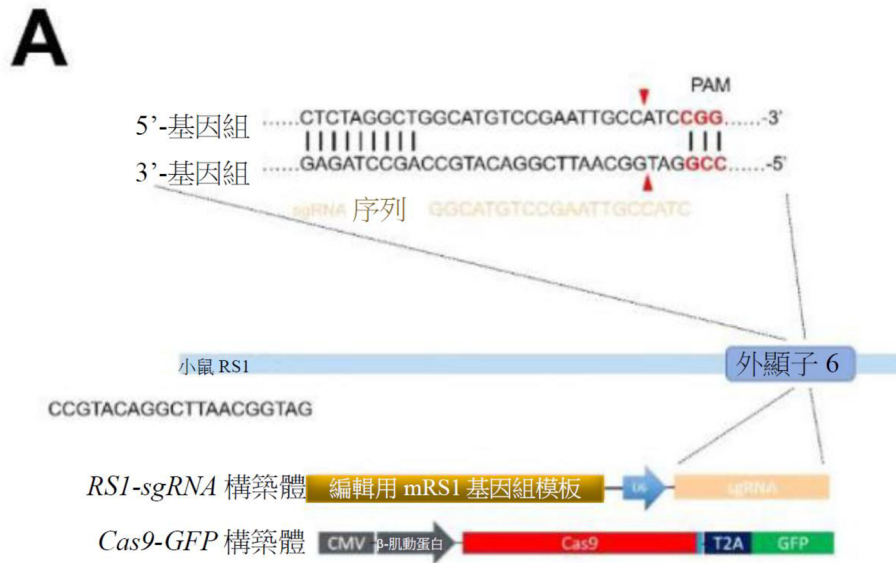 A
PAM
5’-基因組 ......CTCTAGGCTGGCATGTCCGAATTGCCATCCGG......-3’
3’-基因組 ......GAGATCCGACCGTACAGGCTTAACGGTAGGCC......-5’
sgRNA 序列 GGCATGTCCGAATTGCCATC
小鼠 RS1
外顯子 6
CCGTACAGGCTTAACGGTAG
RS1-sgRNA 構築體 編輯用 mRS1 基因組模板 U6 sgRNA
Cas9-GFP 構築體 CMV β-肌動蛋白 Cas9 T2A GFP